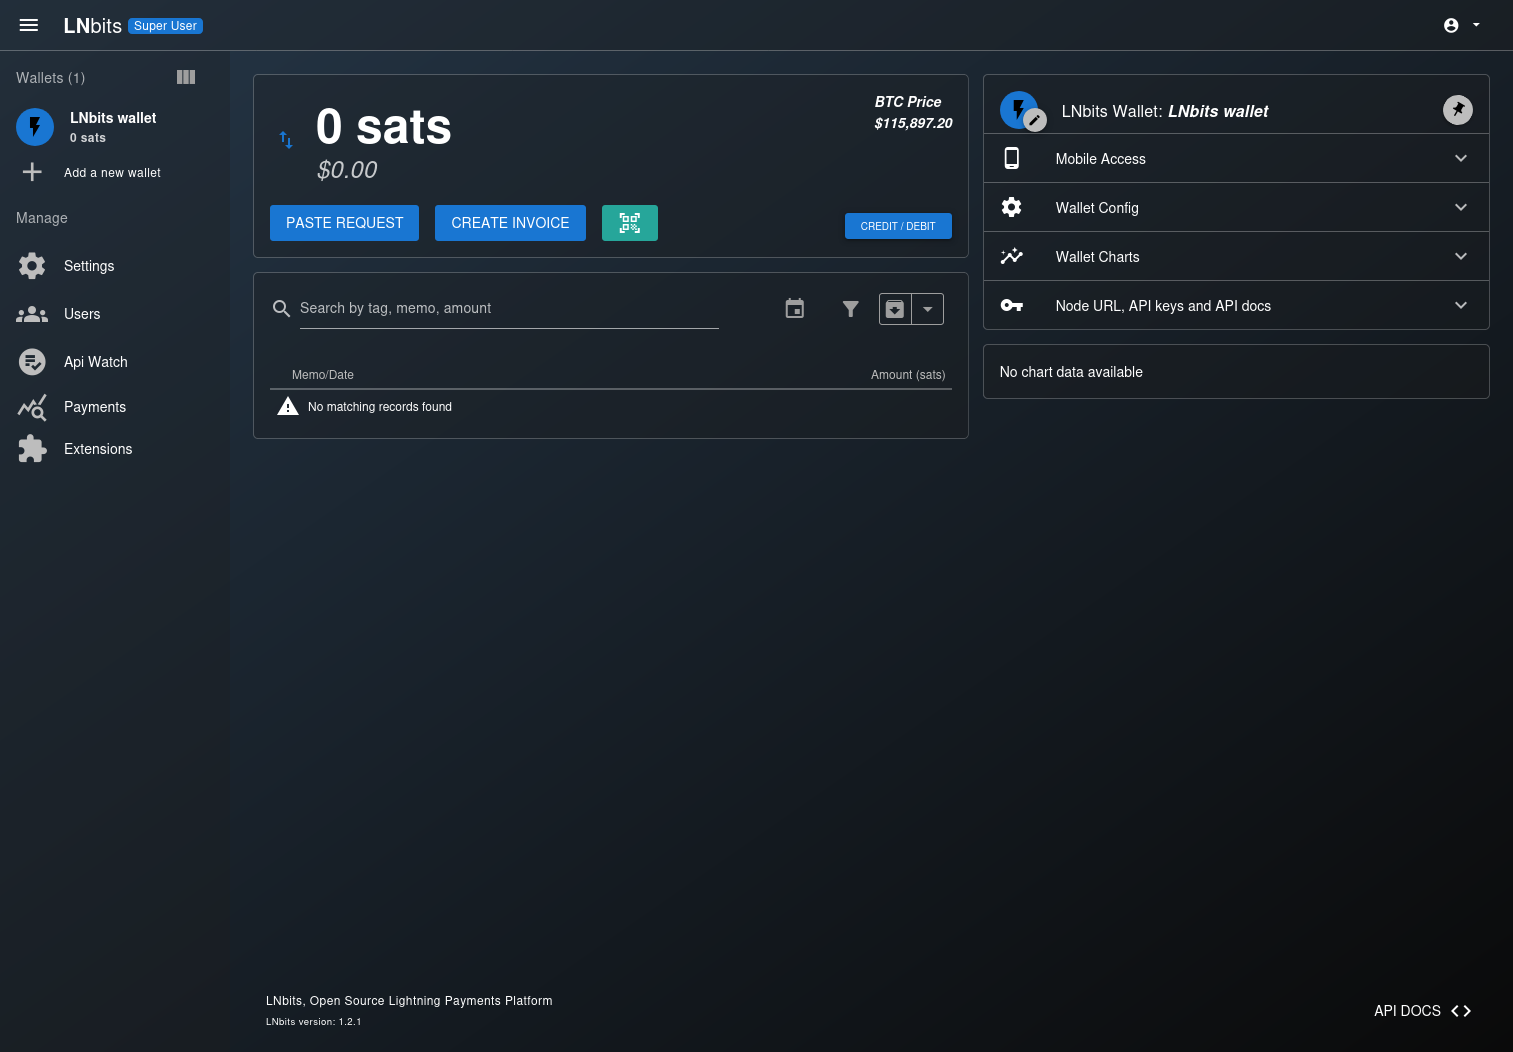 LNbits Super User
Wallets (1)
LNbits wallet
0 sats
Add a new wallet
Manage
Settings
Users
Api Watch
Payments
Extensions
0 sats
$0.00
BTC Price
$115,897.20
PASTE REQUEST
CREATE INVOICE
CREDIT / DEBIT
Search by tag, memo, amount
Memo/Date
Amount (sats)
No matching records found
LNbits Wallet: LNbits wallet
Mobile Access
Wallet Config
Wallet Charts
Node URL, API keys and API docs
No chart data available
LNbits, Open Source Lightning Payments Platform
LNbits version: 1.2.1
API DOCS